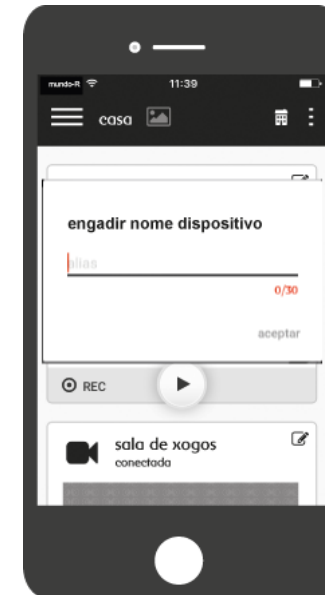 mundo-R 11:39
casa
engadir nome dispositivo
alias
0/30
aceptar
REC
sala de xogos
conectada